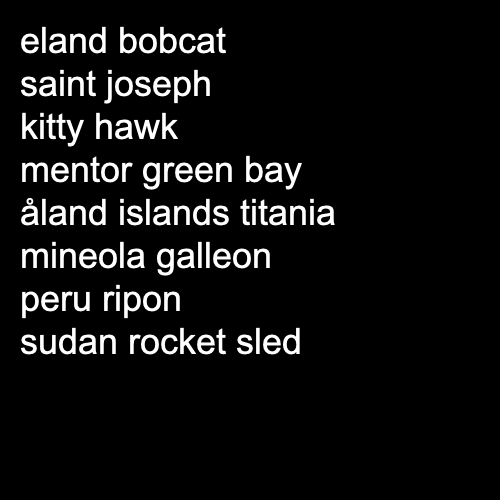 eland bobcat
saint joseph
kitty hawk
mentor green bay
åland islands titania
mineola galleon
peru ripon
sudan rocket sled